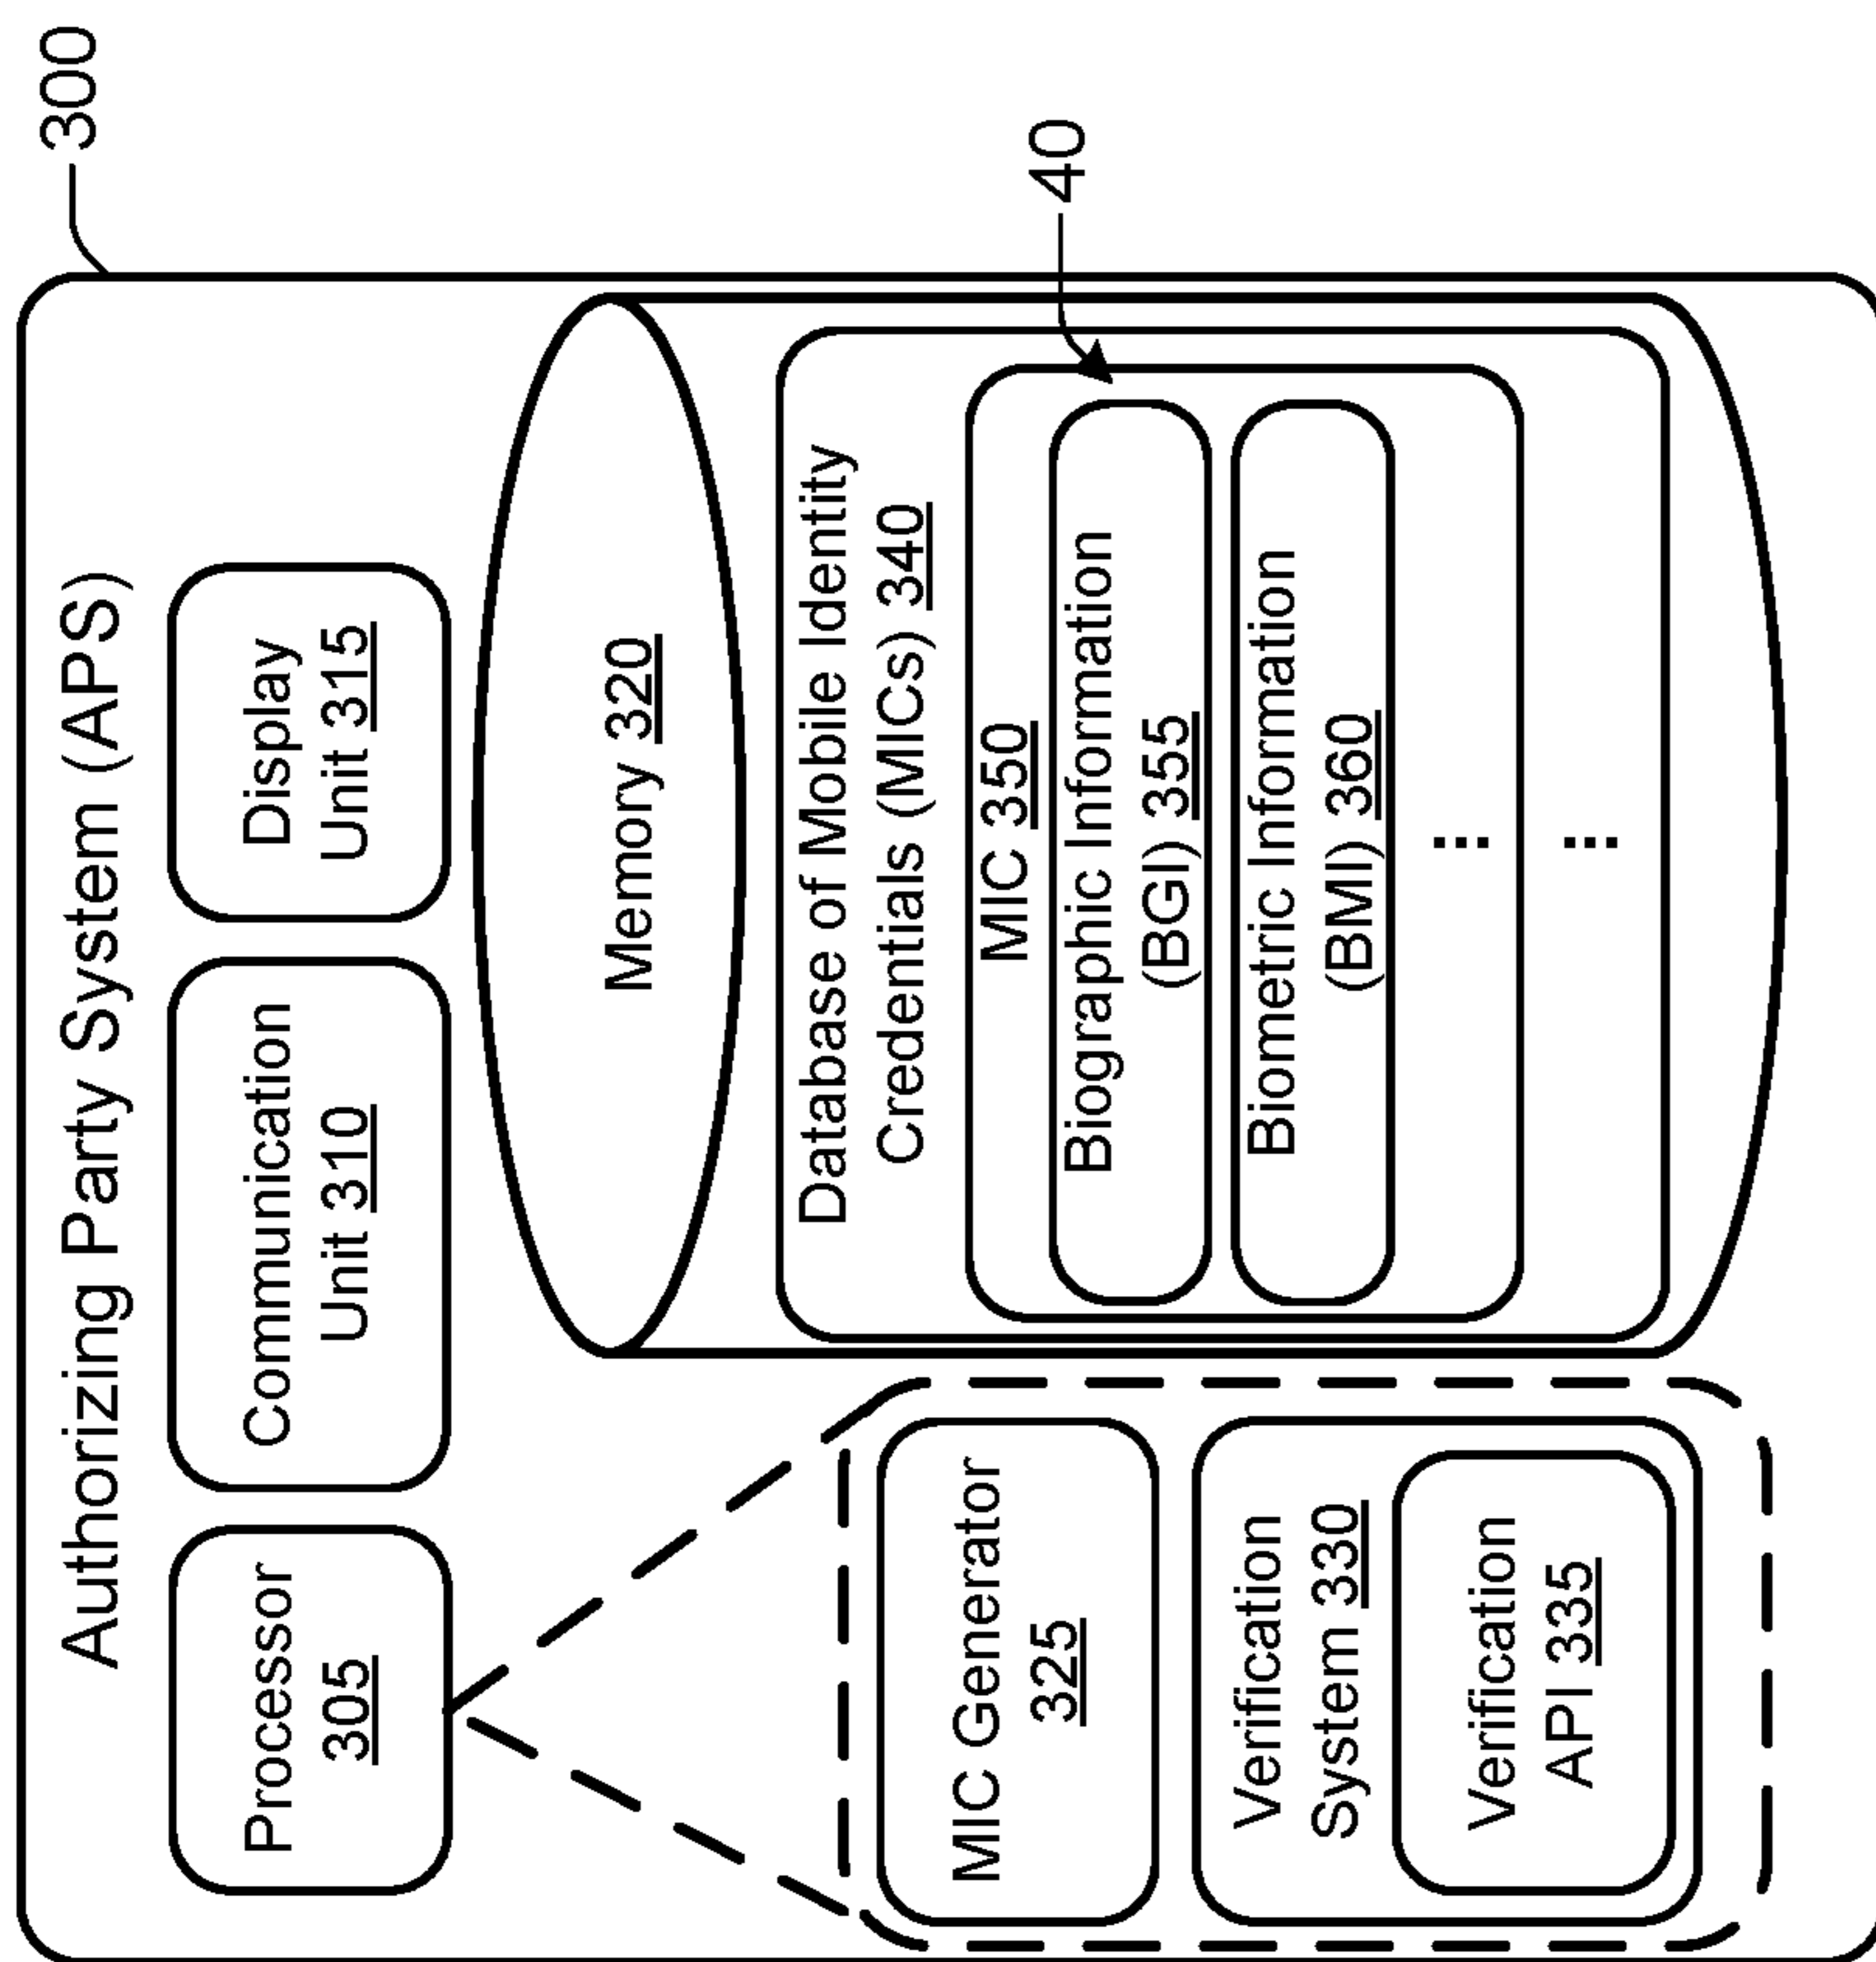 300
Authorizing Party System (APS)
Processor
305
Communication
Unit 310
Display
Unit 315
Memory 320
40
Database of Mobile Identity
Credentials (MICs) 340
MIC 350
Biographic Information
(BGI) 355
Biometric Information
(BMI) 360
...
...
MIC Generator
325
Verification
System 330
Verification
API 335